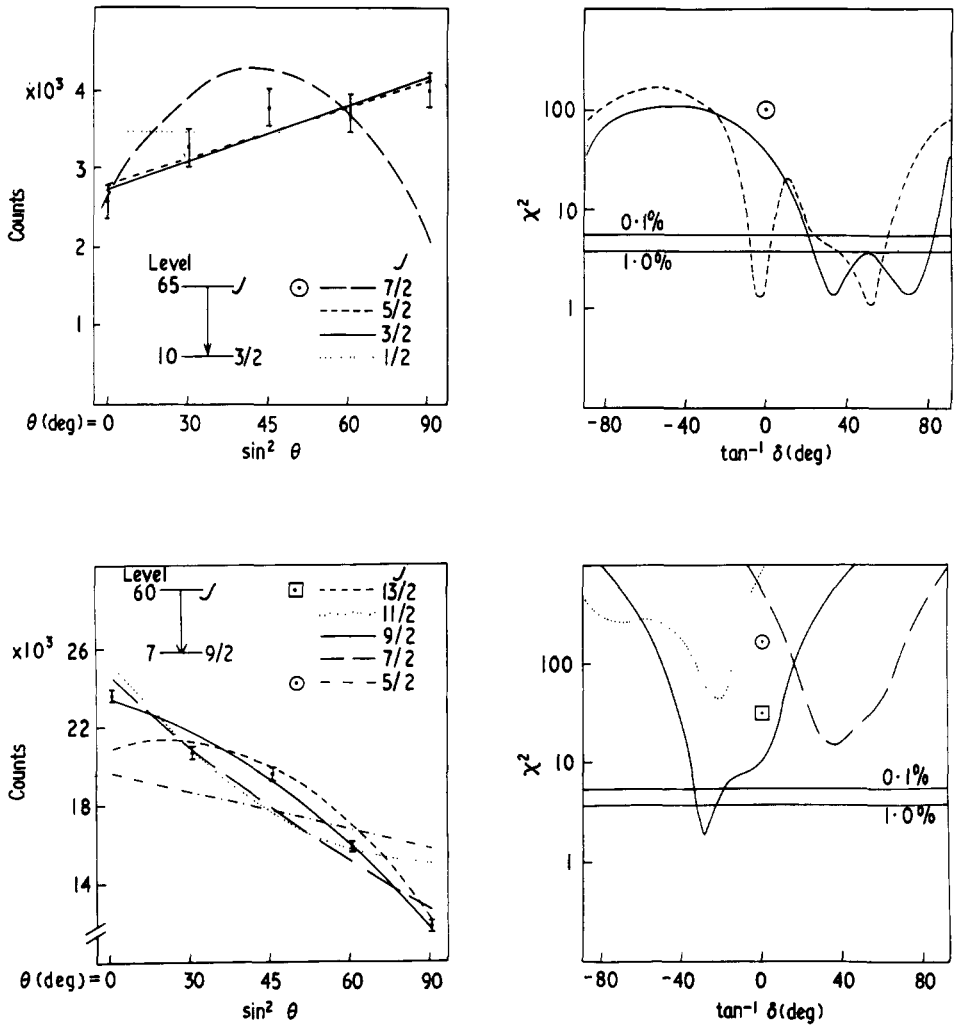 ×10³ 4
3
2
1
Counts
Level
65 J
10 3/2
J
7/2
5/2
3/2
1/2
θ (deg) = 0 30 45 60 90
sin² θ
100
10
1
χ²
0·1%
1·0%
-80 -40 0 40 80
tan⁻¹ δ(deg)
Level
60 J
7 9/2
J
13/2
11/2
9/2
7/2
5/2
×10³ 26
22
18
14
Counts
θ (deg) = 0 30 45 60 90
sin² θ
100
10
1
χ²
0·1%
1·0%
-80 -40 0 40 80
tan⁻¹ δ(deg)